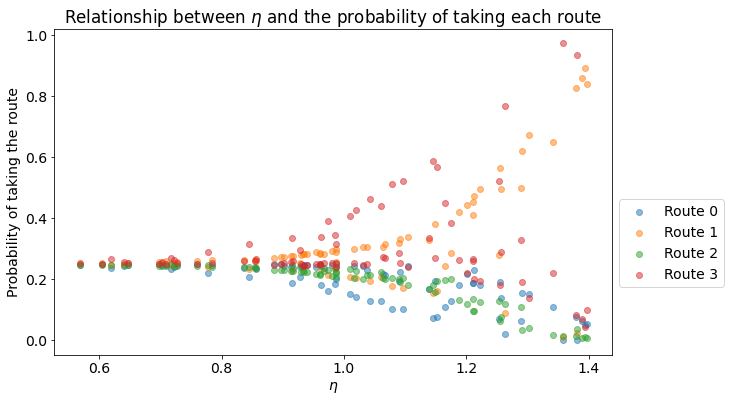 Relationship between η and the probability of taking each route
Probability of taking the route
1.0
0.8
0.6
0.4
0.2
0.0
0.6 0.8 1.0 1.2 1.4
η
Route 0
Route 1
Route 2
Route 3